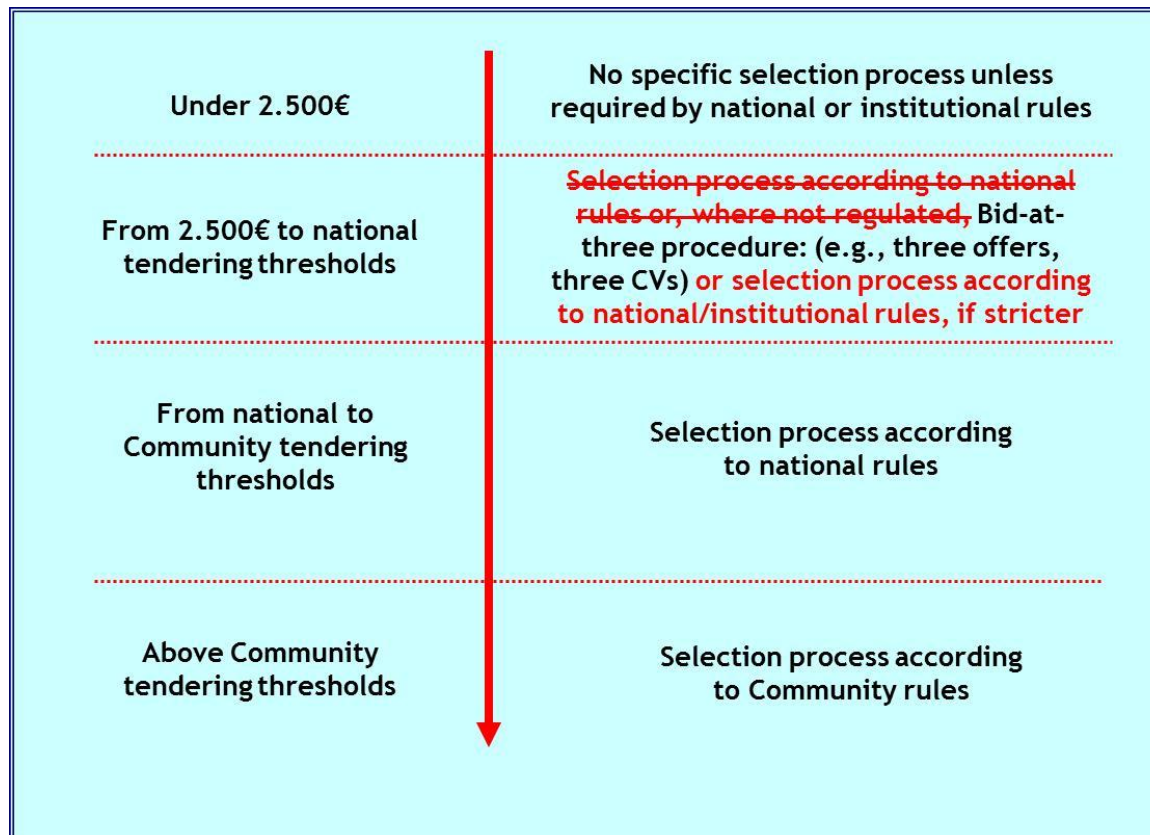 Under 2.500€
No specific selection process unless
required by national or institutional rules
From 2.500€ to national
tendering thresholds
Selection process according to national
rules or, where not regulated, Bid-at-
three procedure: (e.g., three offers,
three CVs) or selection process according
to national/institutional rules, if stricter
From national to
Community tendering
thresholds
Selection process according
to national rules
Above Community
tendering thresholds
Selection process according
to Community rules